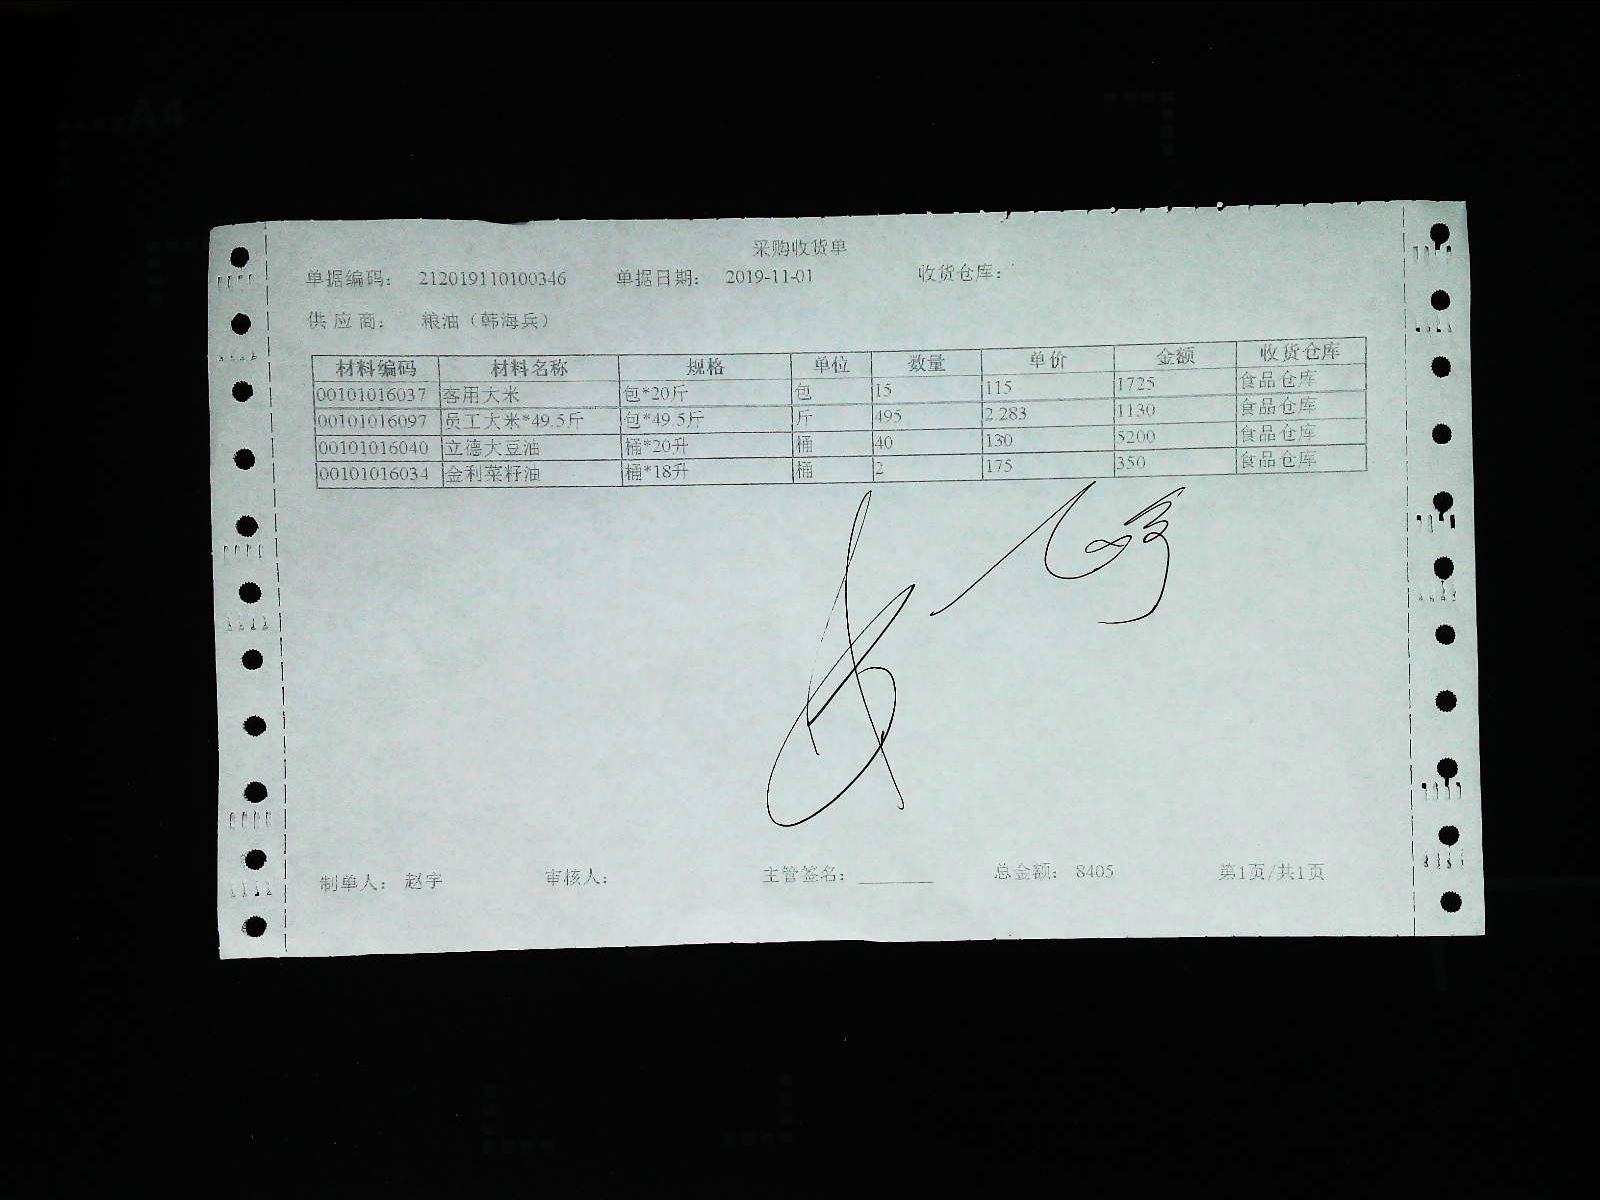 采购收货单
单据编码： 212019110100346 单据日期： 2019-11-01 收货仓库：
供 应 商： 粮油（韩海兵）
材料编码 材料名称 规格 单位 数量 单价 金额 收货仓库
00101016037 客用大米 包*20斤 包 15 115 1725 食品仓库
00101016097 员工大米*49.5斤 包*49.5斤 斤 495 2.283 1130 食品仓库
00101016040 立德大豆油 桶*20升 桶 40 130 5200 食品仓库
00101016034 金利菜籽油 桶*18升 桶 2 175 350 食品仓库
制单人： 赵宇 审核人： 主管签名： 总金额： 8405 第1页/共1页